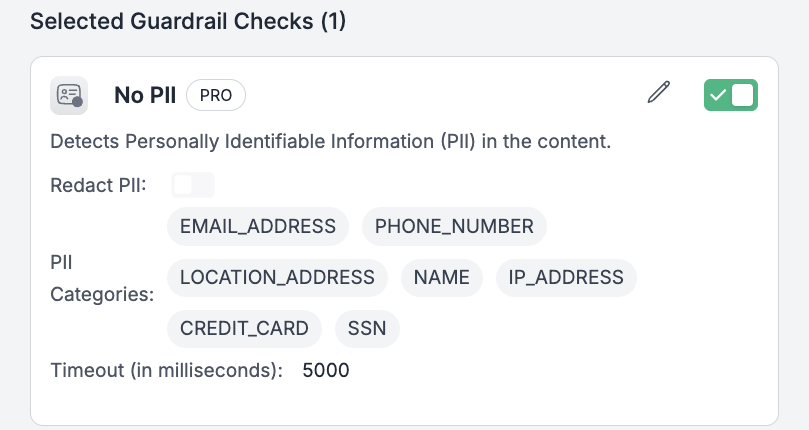 Selected Guardrail Checks (1)
No PII PRO
Detects Personally Identifiable Information (PII) in the content.
Redact PII:
PII Categories:
EMAIL_ADDRESS PHONE_NUMBER
LOCATION_ADDRESS NAME IP_ADDRESS
CREDIT_CARD SSN
Timeout (in milliseconds): 5000